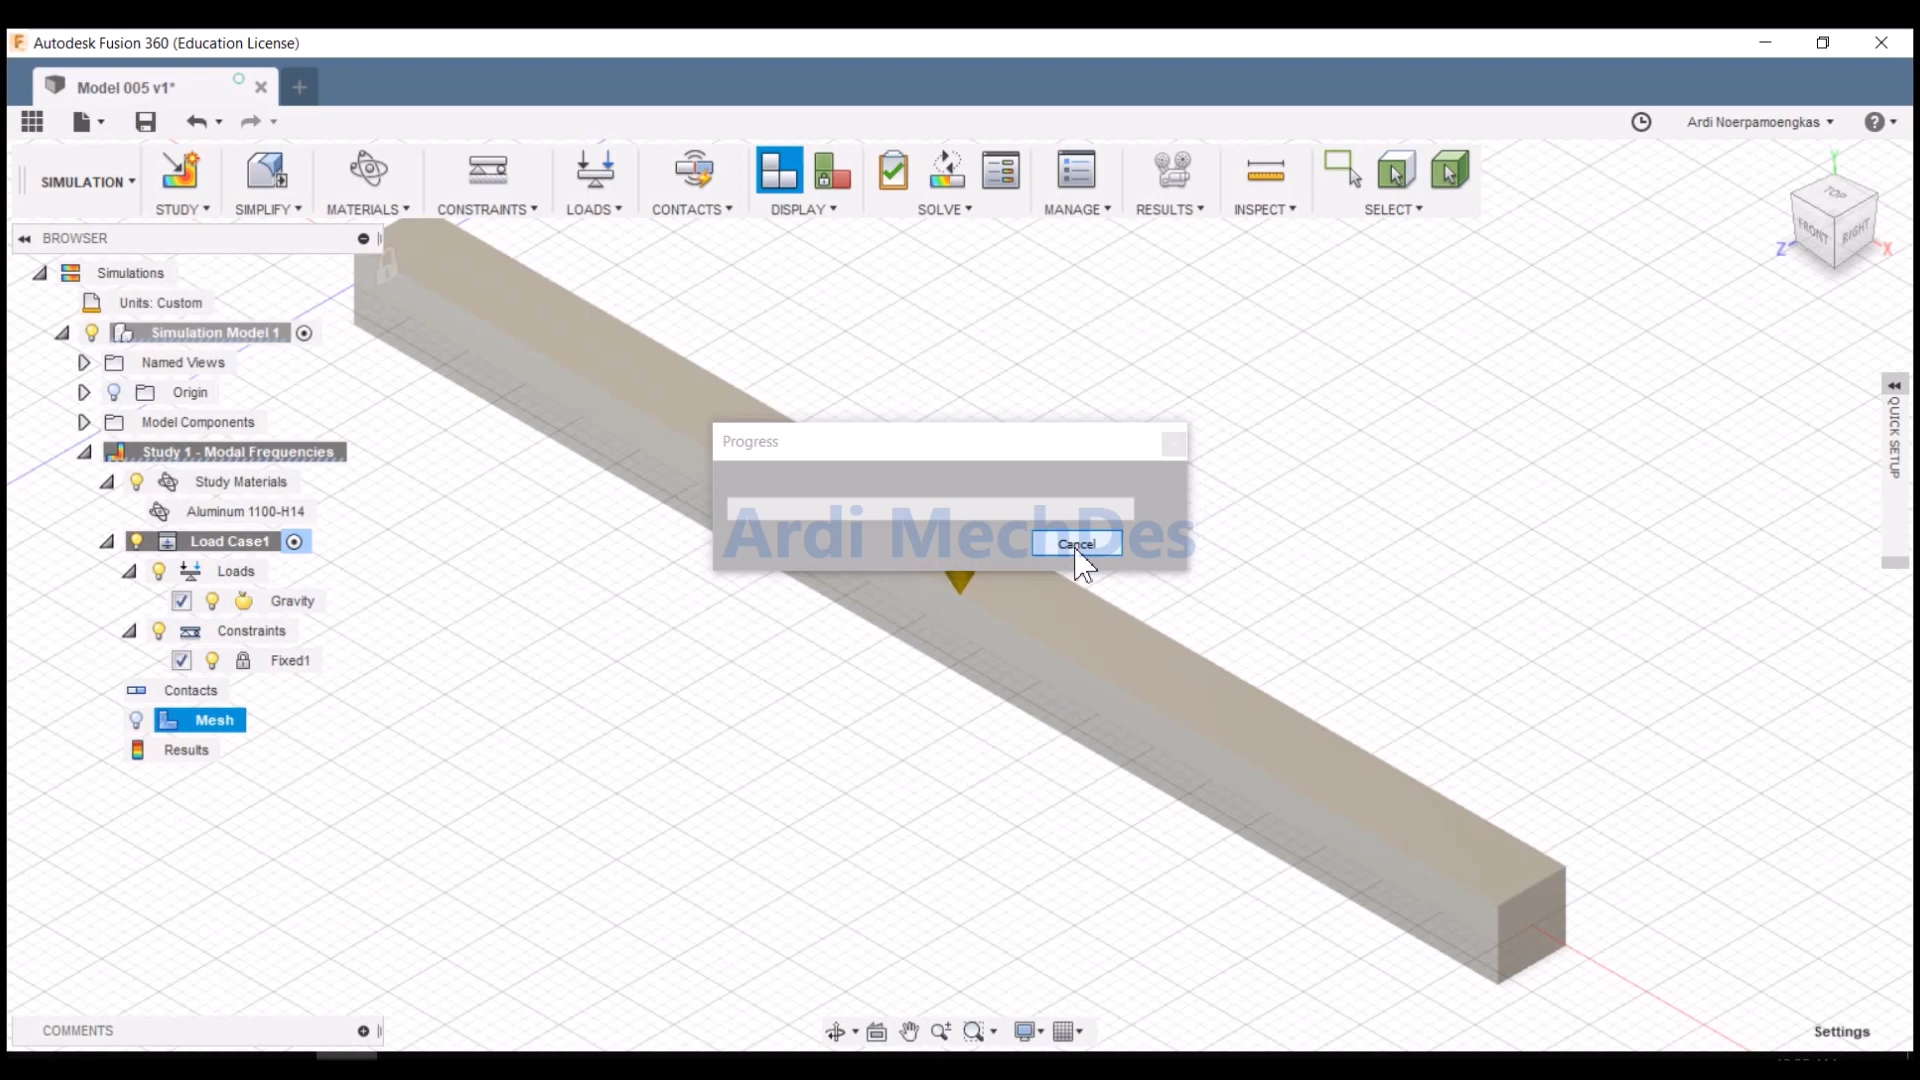 Autodesk Fusion 360 (Education License)
Model 005 v1*
Ardi Noerpamoengkas
SIMULATION
STUDY
SIMPLIFY
MATERIALS
CONSTRAINTS
LOADS
CONTACTS
DISPLAY
SOLVE
MANAGE
RESULTS
INSPECT
SELECT
TOP
FRONT
RIGHT
Y
Z
X
BROWSER
Simulations
Units: Custom
Simulation Model 1
Named Views
Origin
Model Components
Study 1 - Modal Frequencies
Study Materials
Aluminum 1100-H14
Load Case1
Loads
Gravity
Constraints
Fixed1
Contacts
Mesh
Results
Progress
Ardi MechDes
Cancel
QUICK SETUP
COMMENTS
Settings